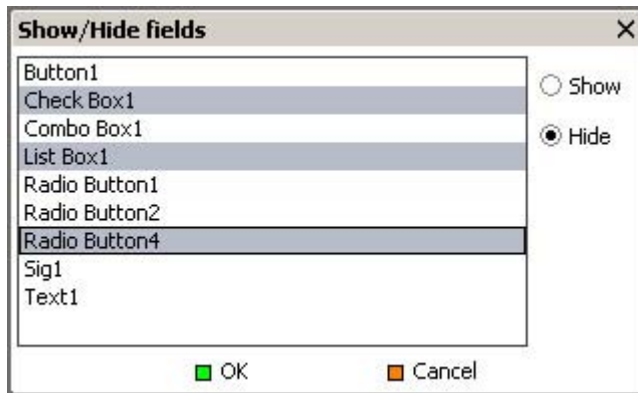 Show/Hide fields
Button1
Check Box1
Combo Box1
List Box1
Radio Button1
Radio Button2
Radio Button4
Sig1
Text1
Show
Hide
OK
Cancel